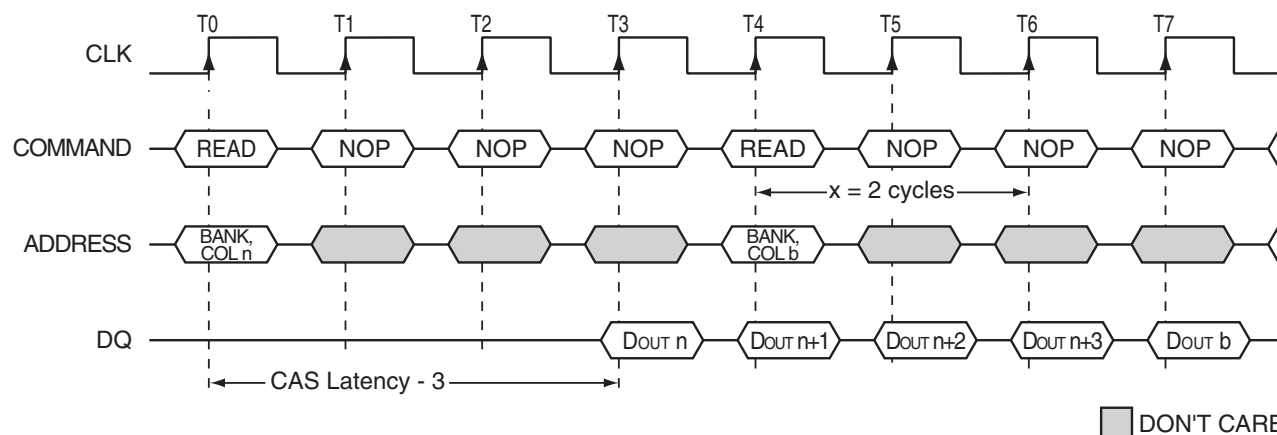 T0 T1 T2 T3 T4 T5 T6 T7
CLK
COMMAND READ NOP NOP NOP READ NOP NOP NOP
x = 2 cycles
ADDRESS BANK, COL n BANK, COL b
DQ DOUT n DOUT n+1 DOUT n+2 DOUT n+3 DOUT b
CAS Latency - 3
DON'T CARE